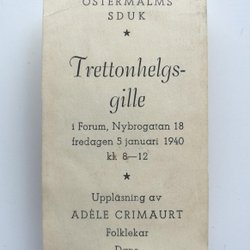 ÖSTERMALMS
SDUK
Trettonhelgs-
gille
i Forum, Nybrogatan 18
fredagen 5 januari 1940
kl. 8—12
Uppläsning av
ADÈLE CRIMAURT
Folklekar
Dans